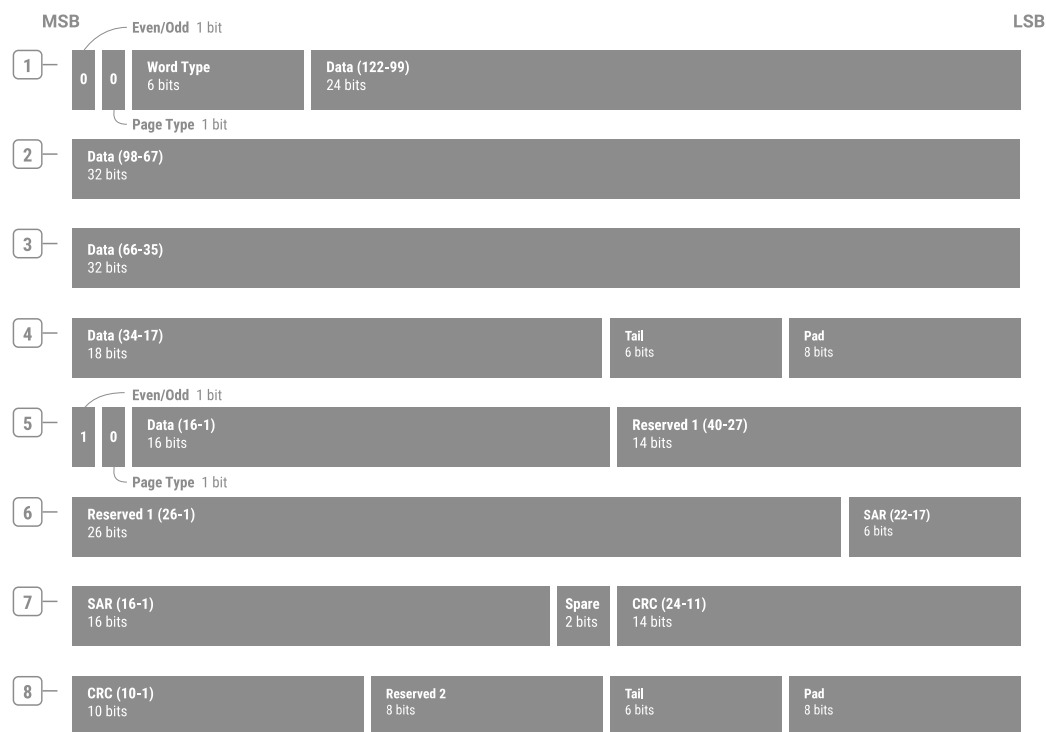 MSB
LSB
Even/Odd 1 bit
1
0
0
Word Type
6 bits
Data (122-99)
24 bits
Page Type 1 bit
2
Data (98-67)
32 bits
3
Data (66-35)
32 bits
4
Data (34-17)
18 bits
Tail
6 bits
Pad
8 bits
Even/Odd 1 bit
5
1
0
Data (16-1)
16 bits
Reserved 1 (40-27)
14 bits
Page Type 1 bit
6
Reserved 1 (26-1)
26 bits
SAR (22-17)
6 bits
7
SAR (16-1)
16 bits
Spare
2 bits
CRC (24-11)
14 bits
8
CRC (10-1)
10 bits
Reserved 2
8 bits
Tail
6 bits
Pad
8 bits